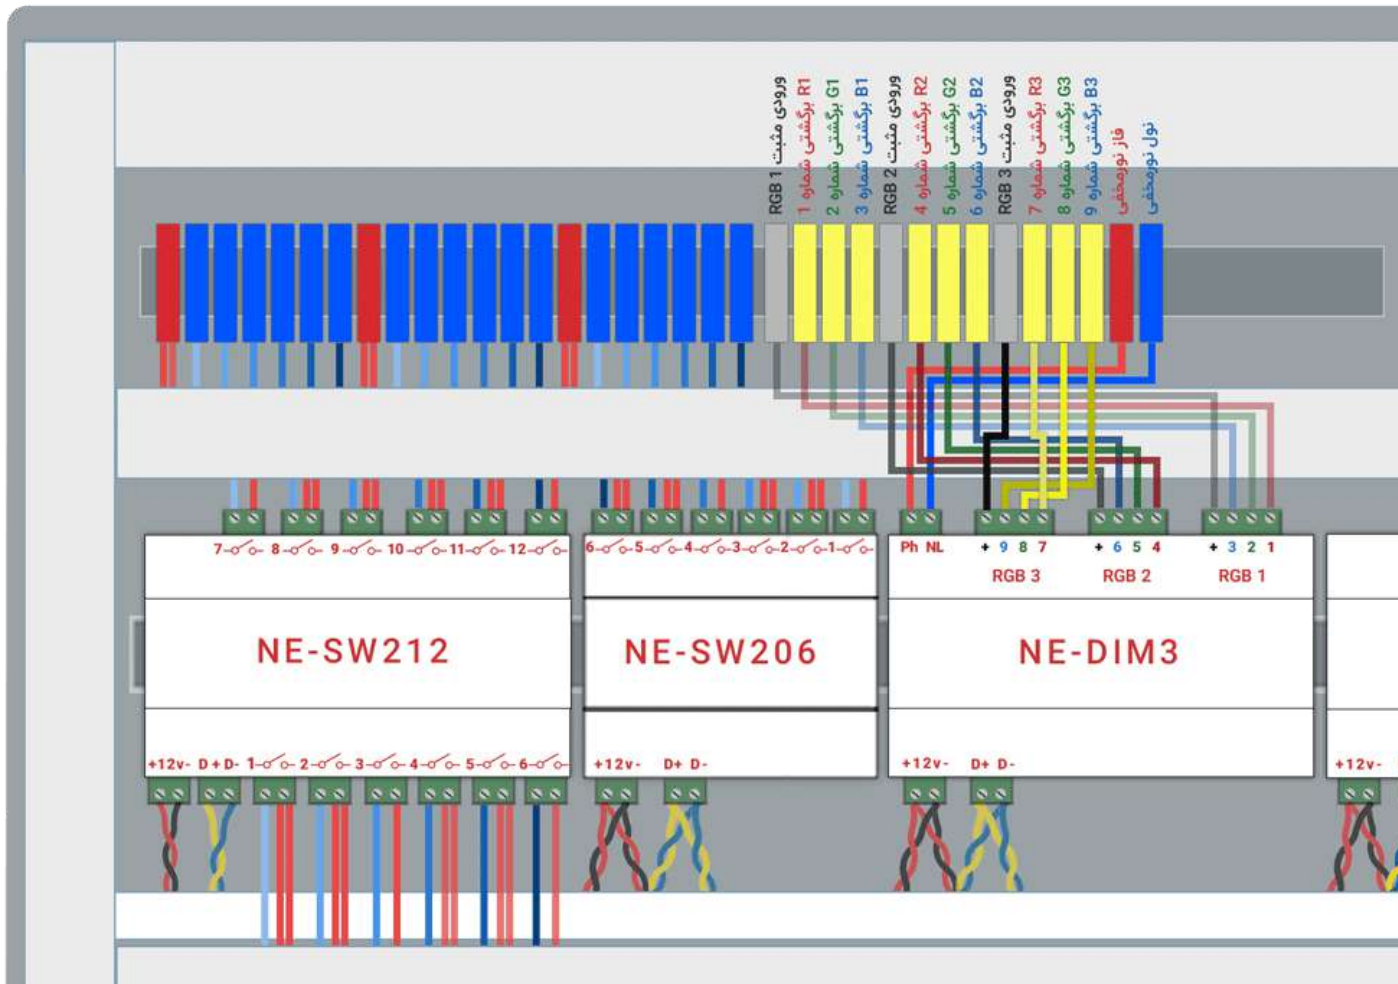 RGB 1 ورودی مثبت
برگشتی شماره 1 R1
برگشتی شماره 2 G1
برگشتی شماره 3 B1
RGB 2 ورودی مثبت
برگشتی شماره 4 R2
برگشتی شماره 5 G2
برگشتی شماره 6 B2
RGB 3 ورودی مثبت
برگشتی شماره 7 R3
برگشتی شماره 8 G3
برگشتی شماره 9 B3
فاز نورمخفی
نول نورمخفی
7 8 9 10 11 12
6 5 4 3 2 1
Ph NL + 9 8 7 + 6 5 4 + 3 2 1
RGB 3 RGB 2 RGB 1
NE-SW212
NE-SW206
NE-DIM3
+12v- D+ D- 1 2 3 4 5 6
+12v- D+ D-
+12v- D+ D-
+12v-